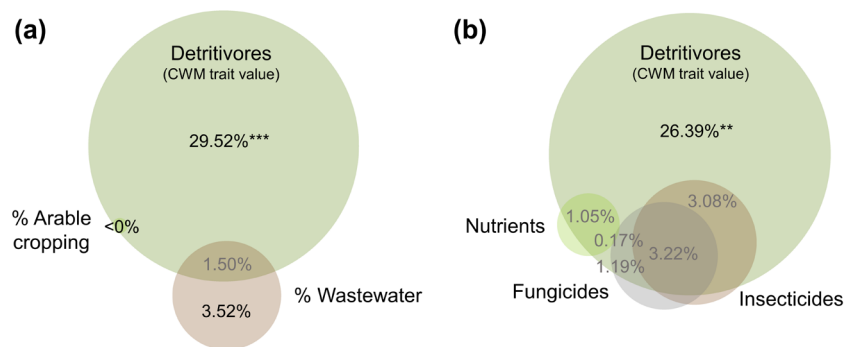 (a)
Detritivores
(CWM trait value)
29.52%***
% Arable
cropping
<0%
1.50%
3.52%
% Wastewater
(b)
Detritivores
(CWM trait value)
26.39%**
3.08%
1.05%
Nutrients
0.17%
3.22%
1.19%
Fungicides
Insecticides